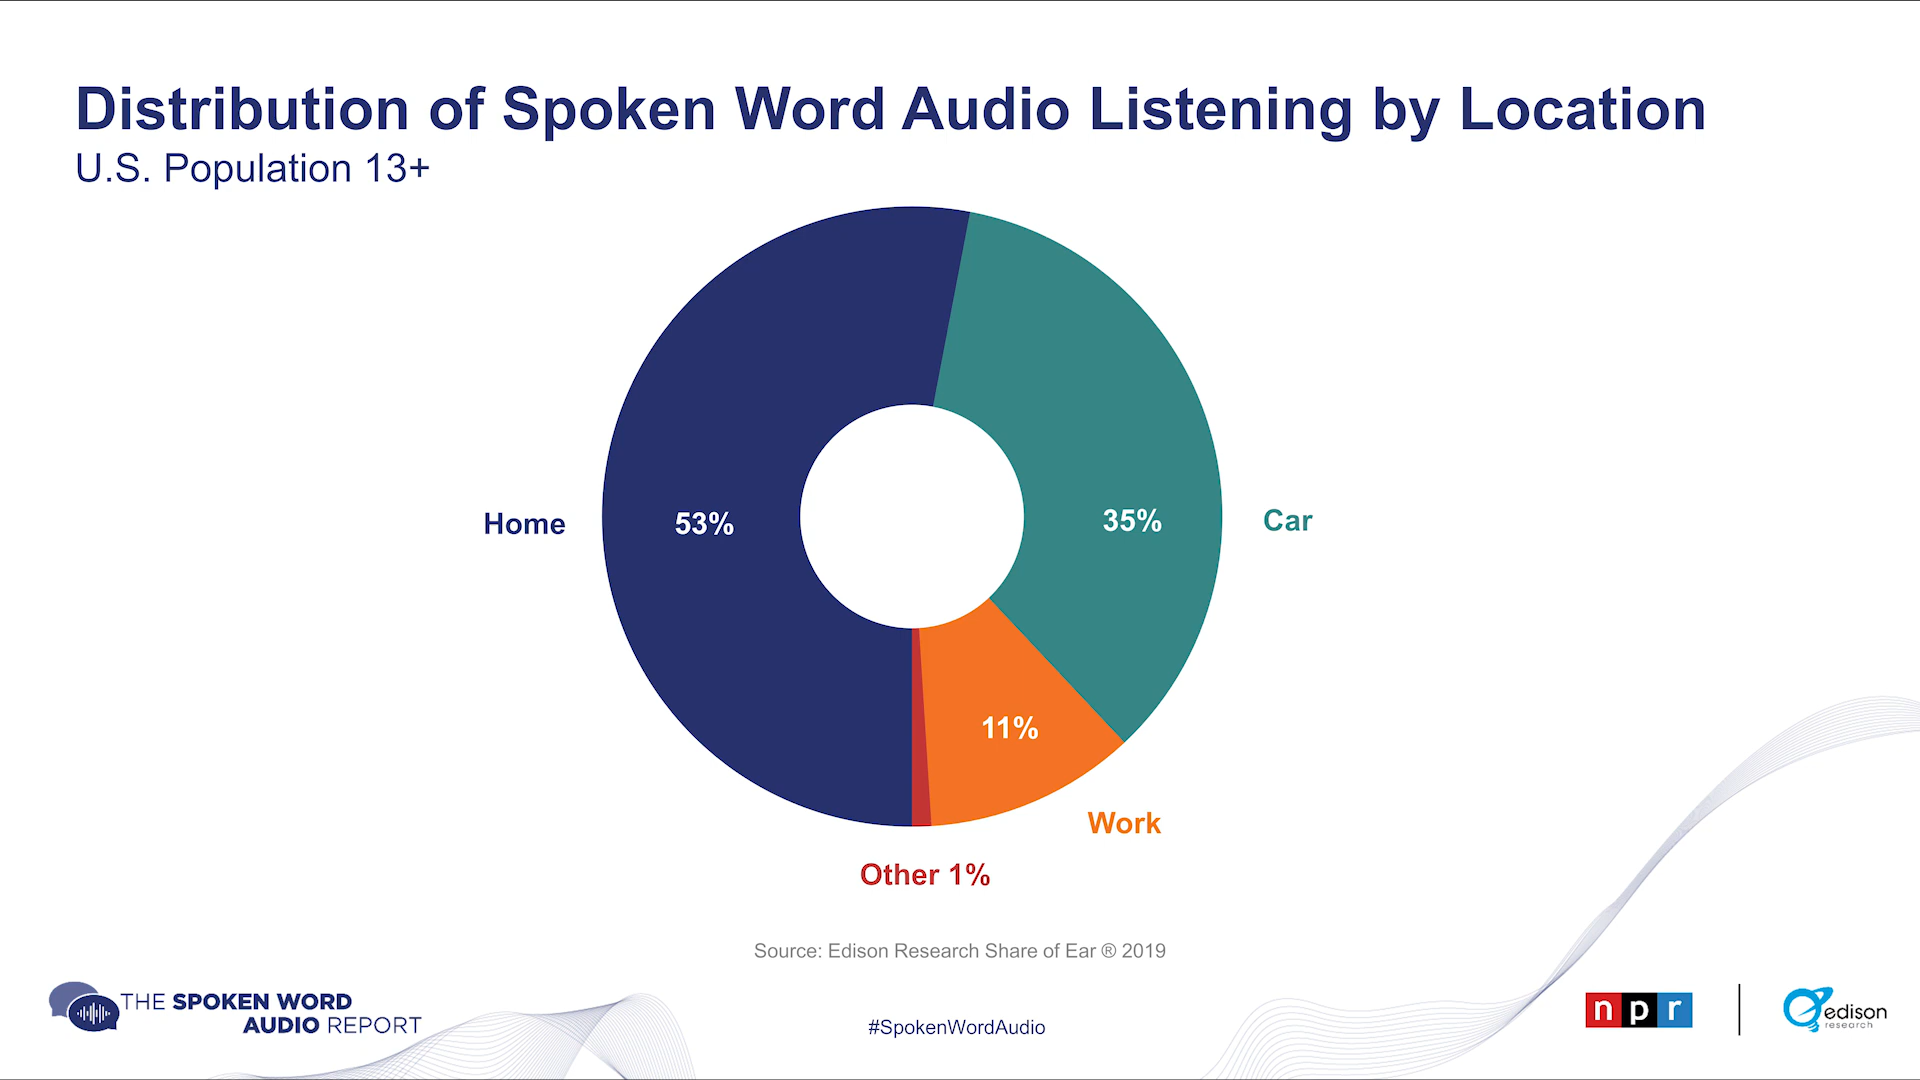 Distribution of Spoken Word Audio Listening by Location
U.S. Population 13+
Home
53%
35%
Car
11%
Work
Other 1%
Source: Edison Research Share of Ear ® 2019
THE SPOKEN WORD
AUDIO REPORT
#SpokenWordAudio
npr
edison
research